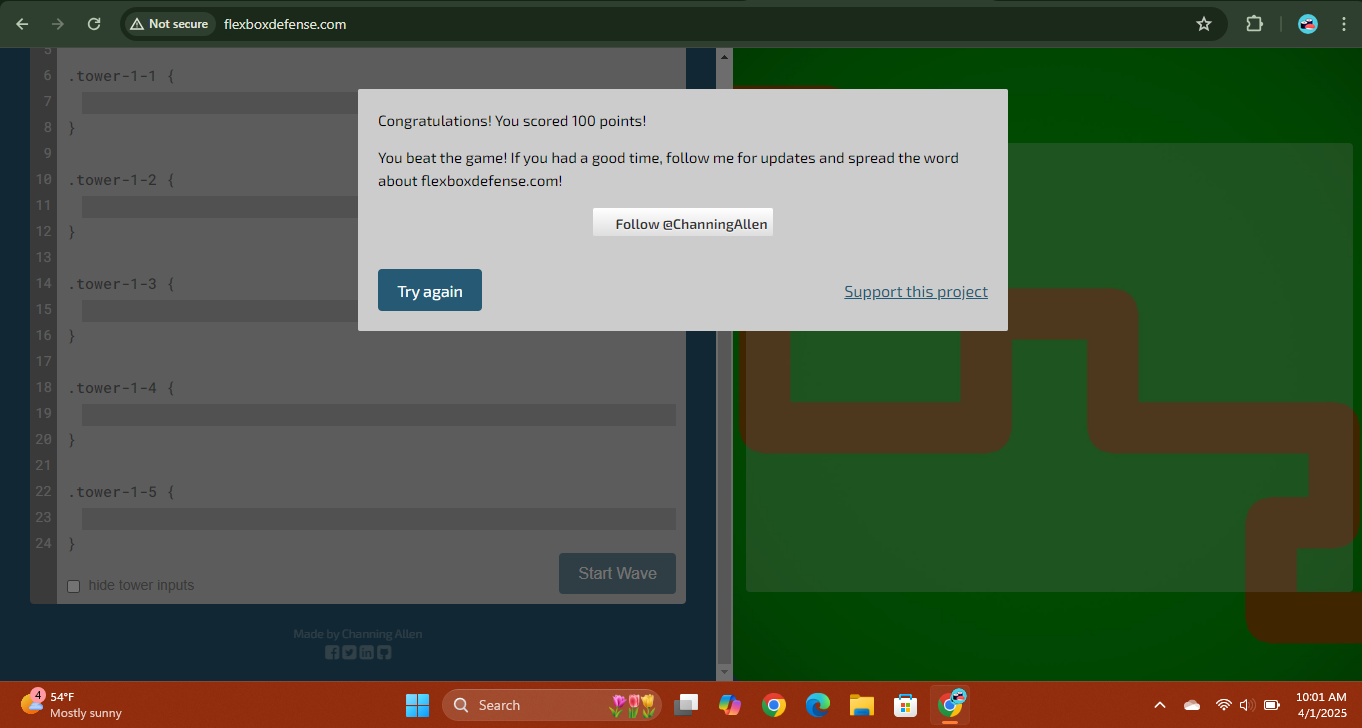 Not secure
flexboxdefense.com
5
6 .tower-1-1 {
7
8 }
9
10 .tower-1-2 {
11
12 }
13
14 .tower-1-3 {
15
16 }
17
18 .tower-1-4 {
19
20 }
21
22 .tower-1-5 {
23
24 }
hide tower inputs
Start Wave
Made by Channing Allen
Congratulations! You scored 100 points!
You beat the game! If you had a good time, follow me for updates and spread the word
about flexboxdefense.com!
Follow @ChanningAllen
Try again
Support this project
4
54°F
Mostly sunny
Search
10:01 AM
4/1/2025